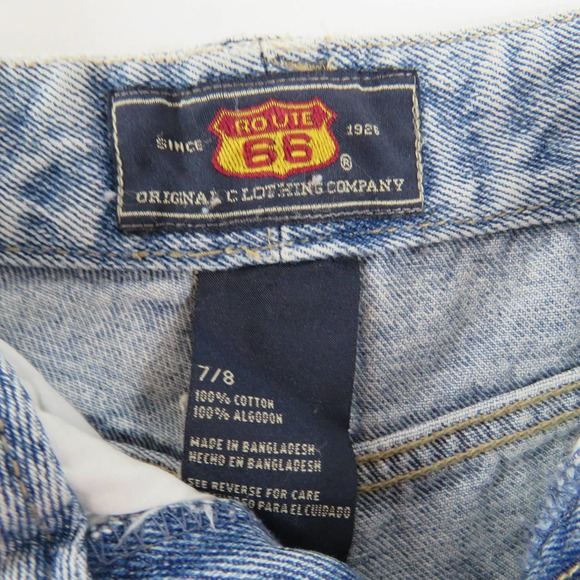 ROUTE
SINCE 66 1926
®
ORIGINAL CLOTHING COMPANY
7/8
100% COTTON
100% ALGODON
MADE IN BANGLADESH
HECHO EN BANGLADESH
SEE REVERSE FOR CARE
PARA EL CUIDADO